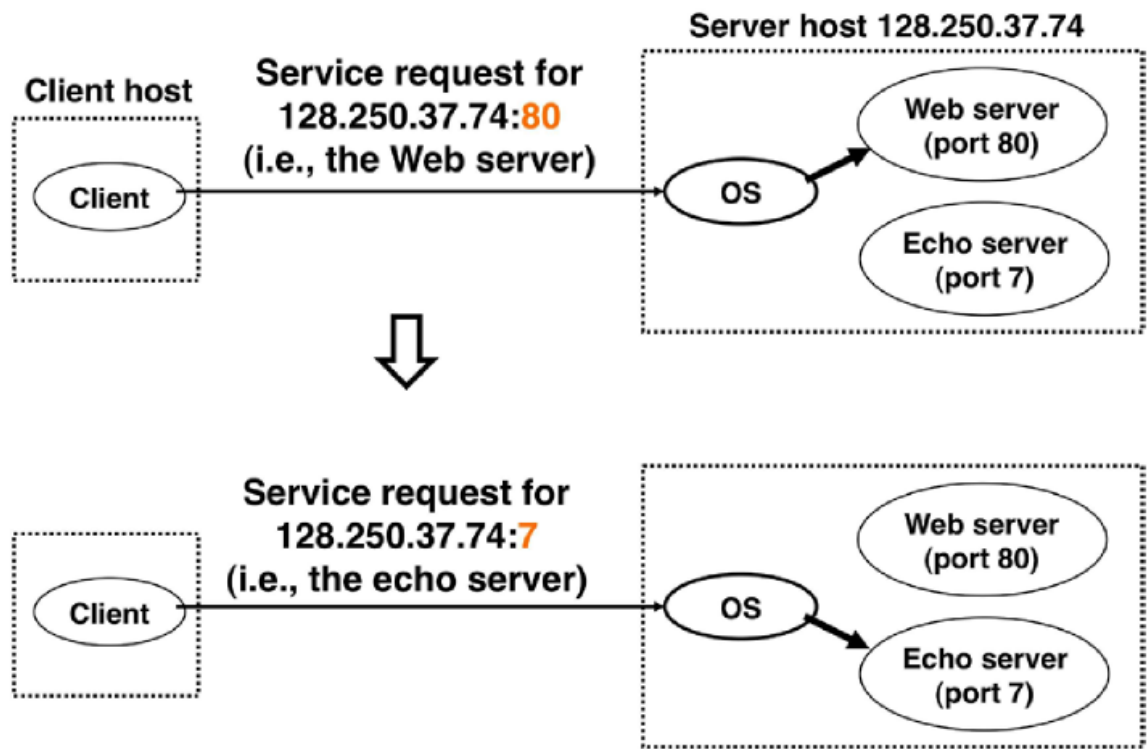 Server host 128.250.37.74
Client host
Service request for
128.250.37.74:80
(i.e., the Web server)
Client
OS
Web server
(port 80)
Echo server
(port 7)
Service request for
128.250.37.74:7
(i.e., the echo server)
Client
OS
Web server
(port 80)
Echo server
(port 7)